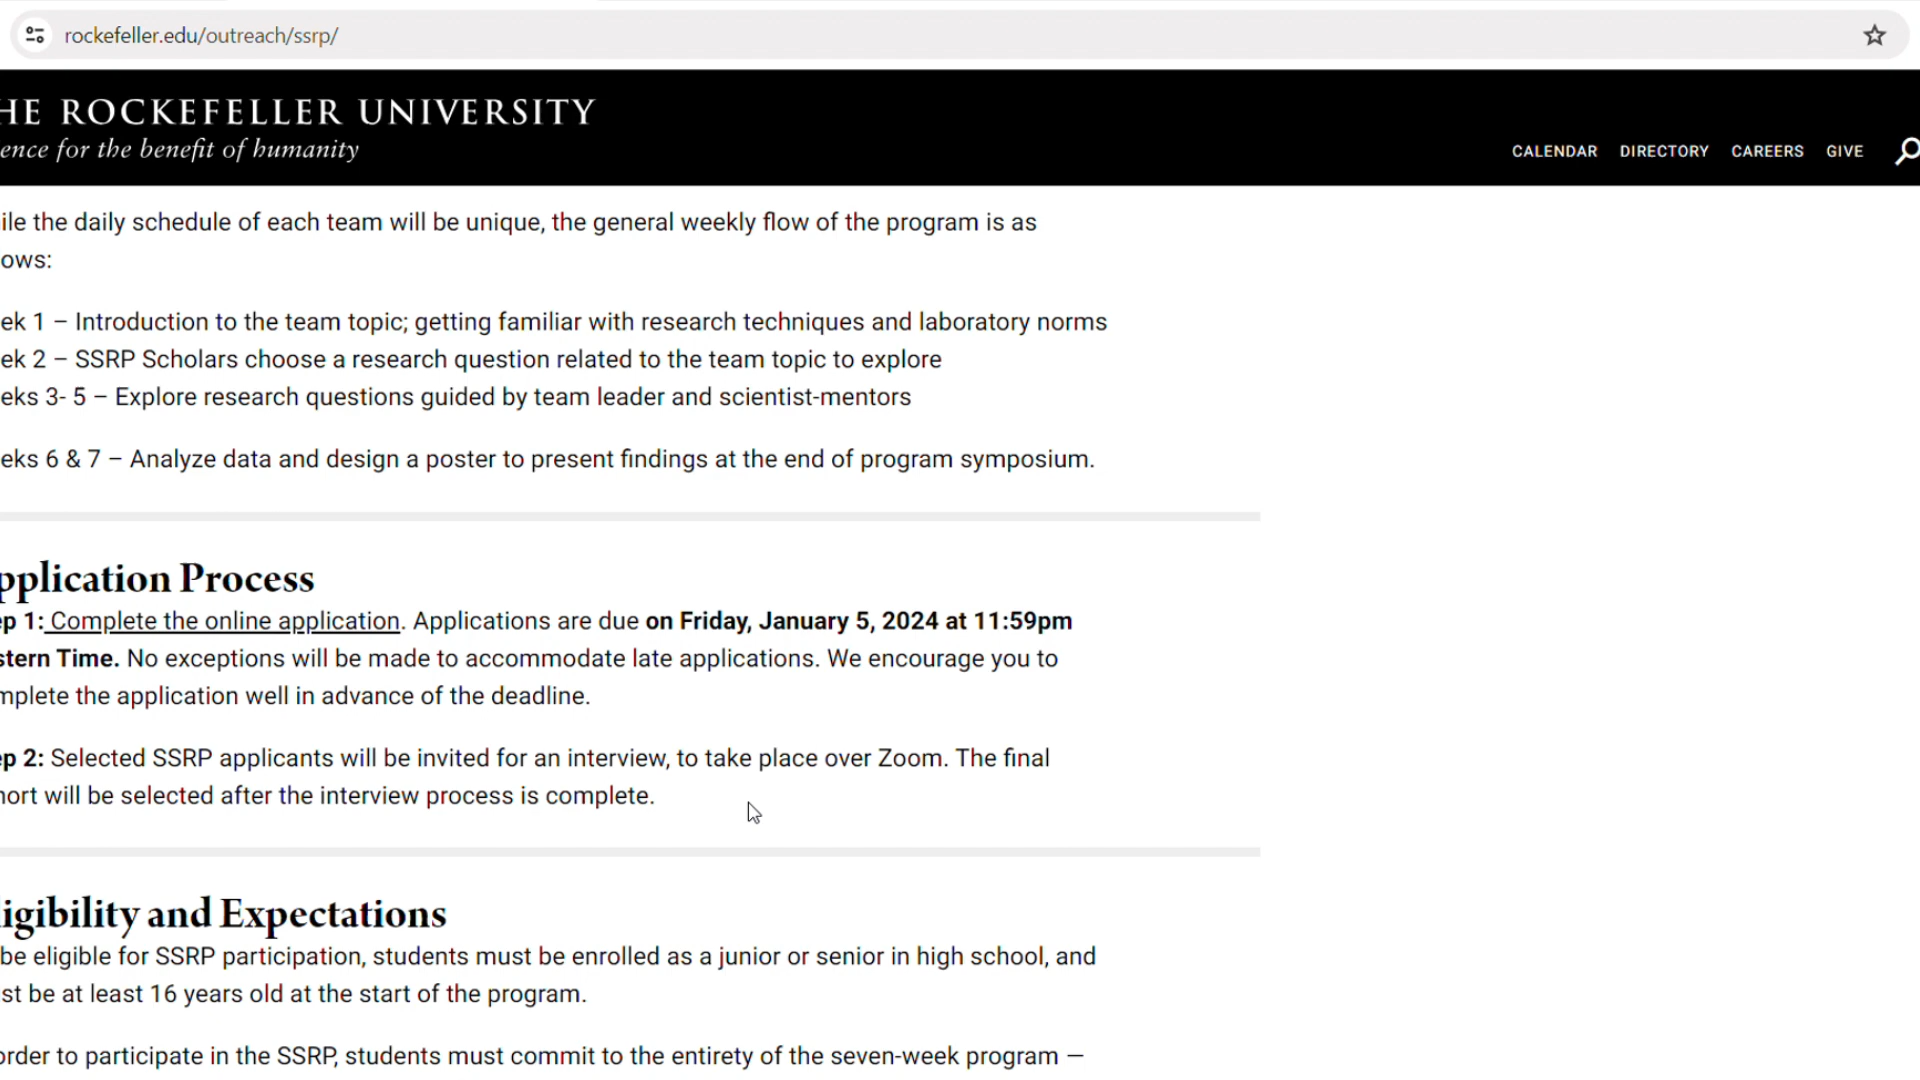 rockefeller.edu/outreach/ssrp/
HE ROCKEFELLER UNIVERSITY
ence for the benefit of humanity
CALENDAR DIRECTORY CAREERS GIVE
ile the daily schedule of each team will be unique, the general weekly flow of the program is as
ows:
ek 1 – Introduction to the team topic; getting familiar with research techniques and laboratory norms
ek 2 – SSRP Scholars choose a research question related to the team topic to explore
eks 3- 5 – Explore research questions guided by team leader and scientist-mentors
eks 6 & 7 – Analyze data and design a poster to present findings at the end of program symposium.
pplication Process
ep 1: Complete the online application. Applications are due on Friday, January 5, 2024 at 11:59pm
stern Time. No exceptions will be made to accommodate late applications. We encourage you to
mplete the application well in advance of the deadline.
ep 2: Selected SSRP applicants will be invited for an interview, to take place over Zoom. The final
hort will be selected after the interview process is complete.
igibility and Expectations
be eligible for SSRP participation, students must be enrolled as a junior or senior in high school, and
st be at least 16 years old at the start of the program.
order to participate in the SSRP, students must commit to the entirety of the seven-week program —